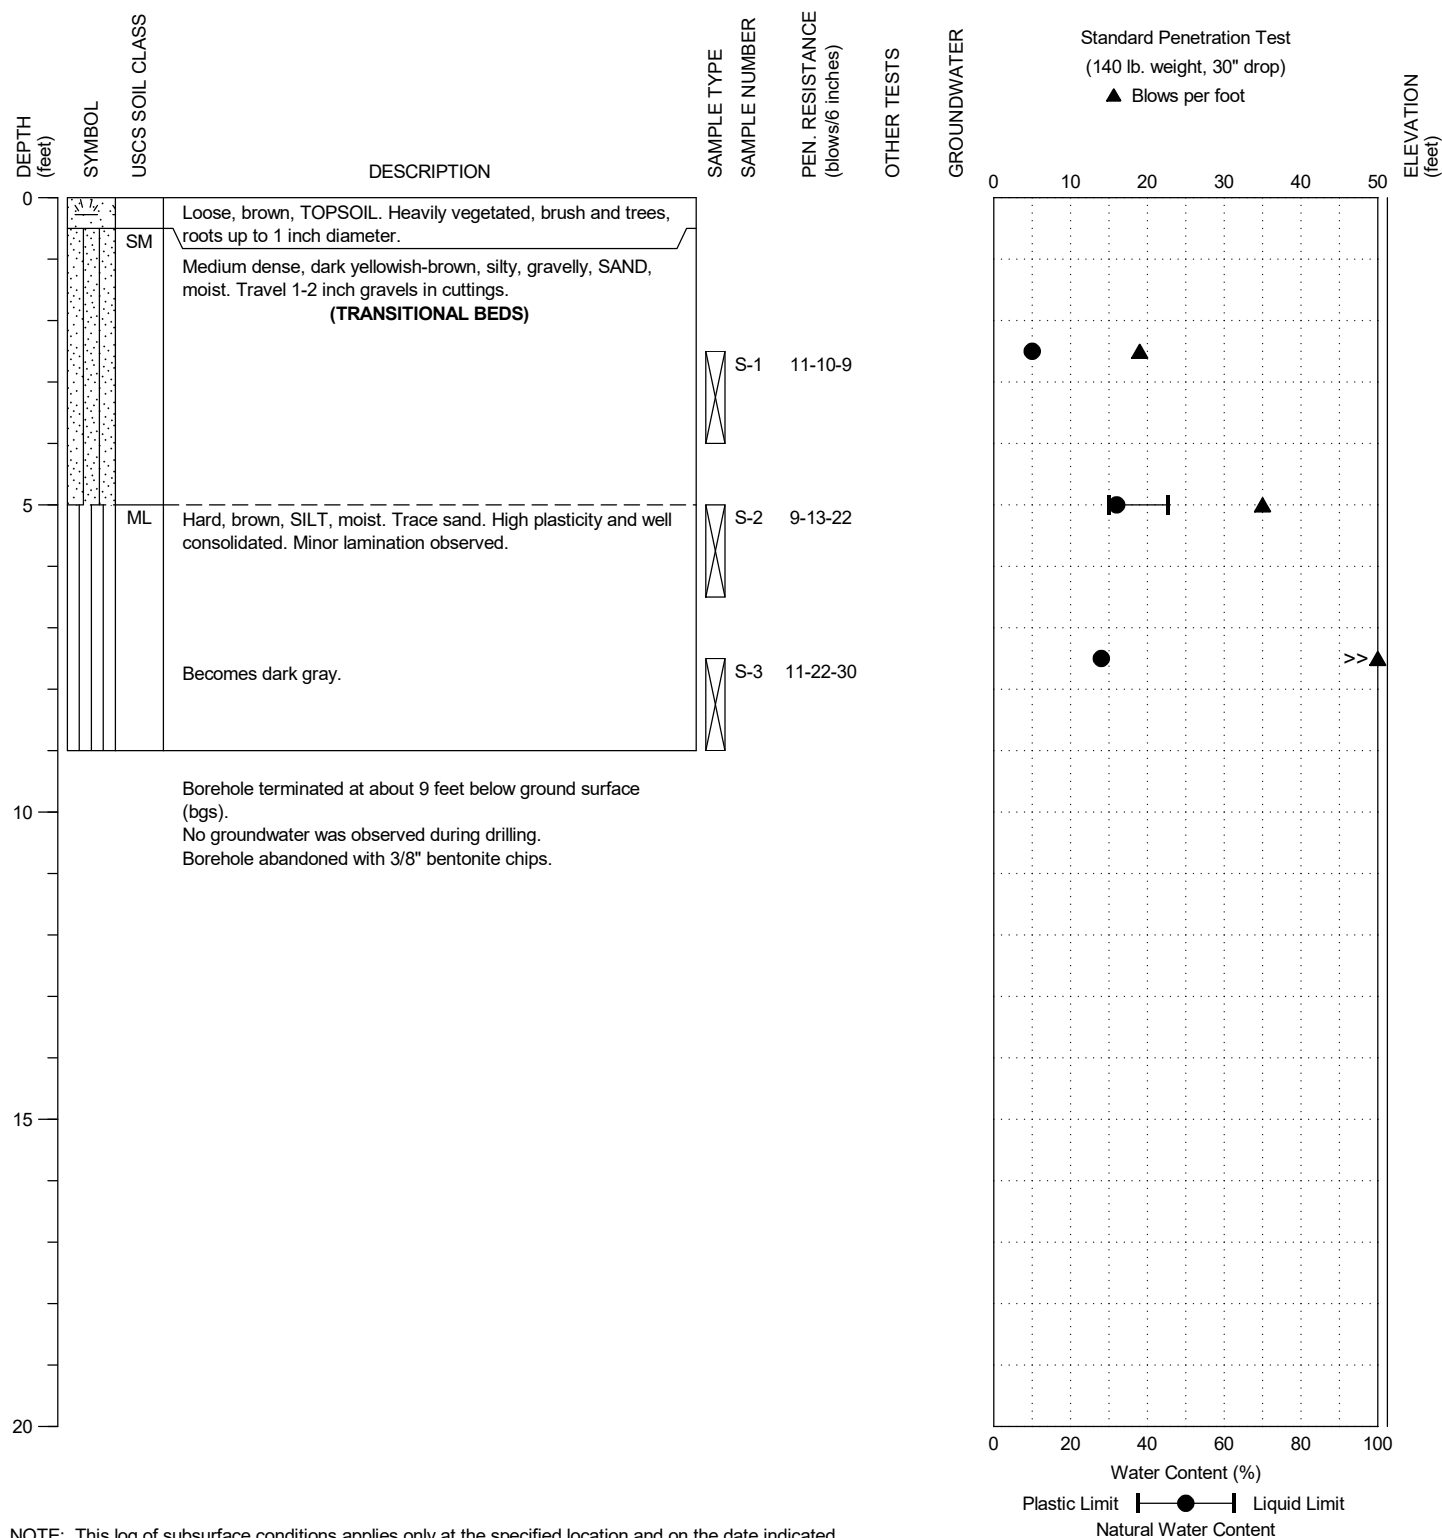 DEPTH
(feet)
SYMBOL
USCS SOIL CLASS
DESCRIPTION
SAMPLE TYPE
SAMPLE NUMBER
PEN. RESISTANCE
(blows/6 inches)
OTHER TESTS
GROUNDWATER
Standard Penetration Test
(140 lb. weight, 30" drop)
▲ Blows per foot
ELEVATION
(feet)
0 10 20 30 40 50
0
Loose, brown, TOPSOIL. Heavily vegetated, brush and trees,
roots up to 1 inch diameter.
SM
Medium dense, dark yellowish-brown, silty, gravelly, SAND,
moist. Travel 1-2 inch gravels in cuttings.
(TRANSITIONAL BEDS)
S-1 11-10-9
5
ML Hard, brown, SILT, moist. Trace sand. High plasticity and well
consolidated. Minor lamination observed.
S-2 9-13-22
Becomes dark gray.
S-3 11-22-30
>>
Borehole terminated at about 9 feet below ground surface
(bgs).
No groundwater was observed during drilling.
Borehole abandoned with 3/8" bentonite chips.
10
15
20
0 20 40 60 80 100
Water Content (%)
Plastic Limit Liquid Limit
Natural Water Content
NOTE: This log of subsurface conditions applies only at the specified location and on the date indicated